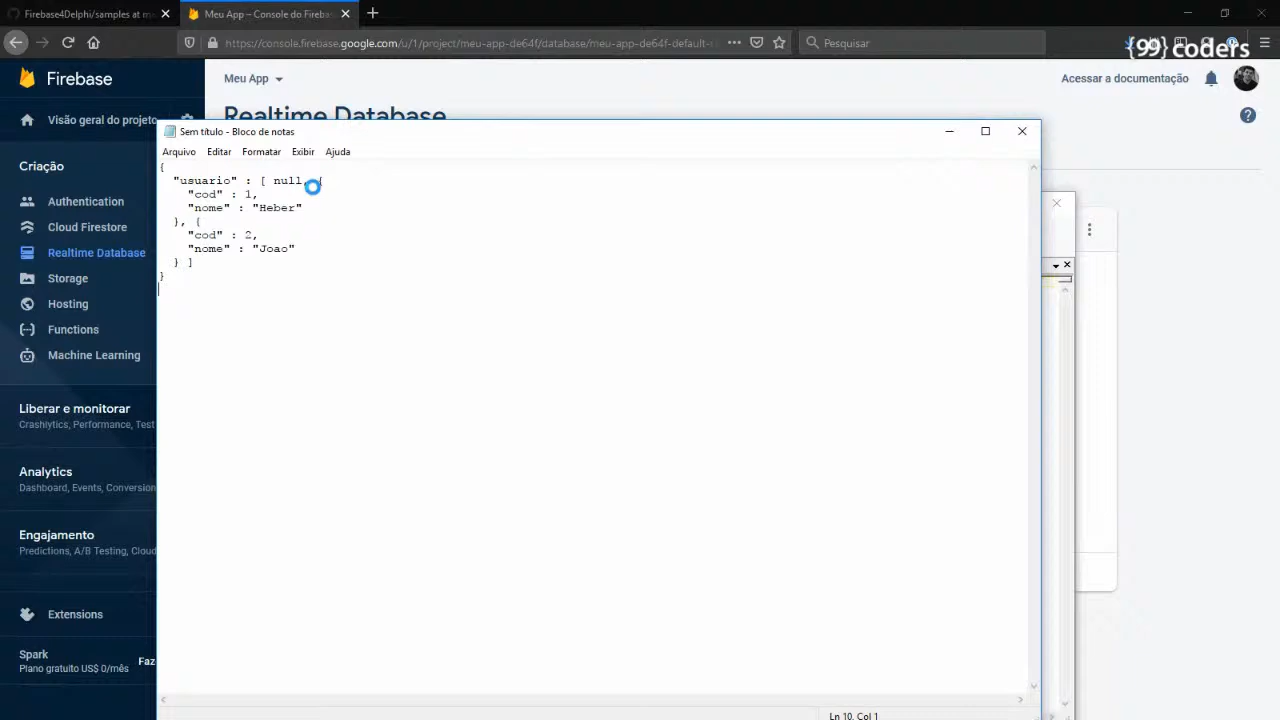 Firebase4Delphi/samples at m
Meu App – Console do Fireba
https://console.firebase.google.com/u/1/project/meu-app-de64f/database/meu-app-de64f-default-r
Pesquisar
{99} coders
Firebase
Meu App
Acessar a documentação
Visão geral do projeto
Realtime Database
Sem título - Bloco de notas
Arquivo Editar Formatar Exibir Ajuda
{
"usuario" : [ null, {
"cod" : 1,
"nome" : "Heber"
}, {
"cod" : 2,
"nome" : "Joao"
} ]
}
Criação
Authentication
Cloud Firestore
Realtime Database
Storage
Hosting
Functions
Machine Learning
Liberar e monitorar
Crashlytics, Performance, Test
Analytics
Dashboard, Events, Conversion
Engajamento
Predictions, A/B Testing, Cloud
Extensions
Spark
Plano gratuito US$ 0/mês
Faze
Ln 10, Col 1